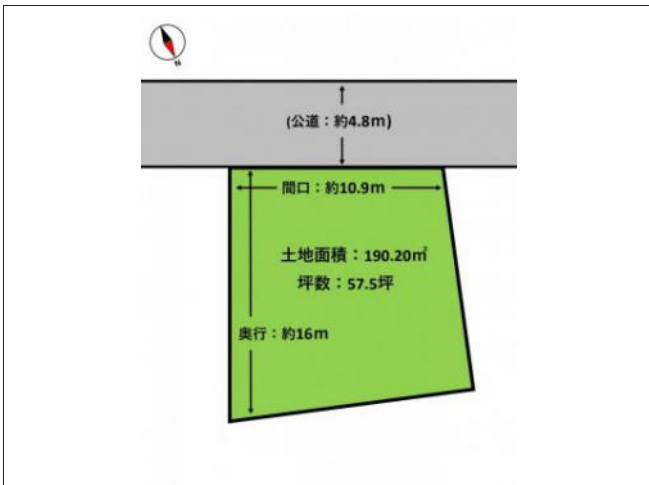 N
(公道：約4.8m)
間口：約10.9m
土地面積：190.20㎡
坪数：57.5坪
奥行：約16m